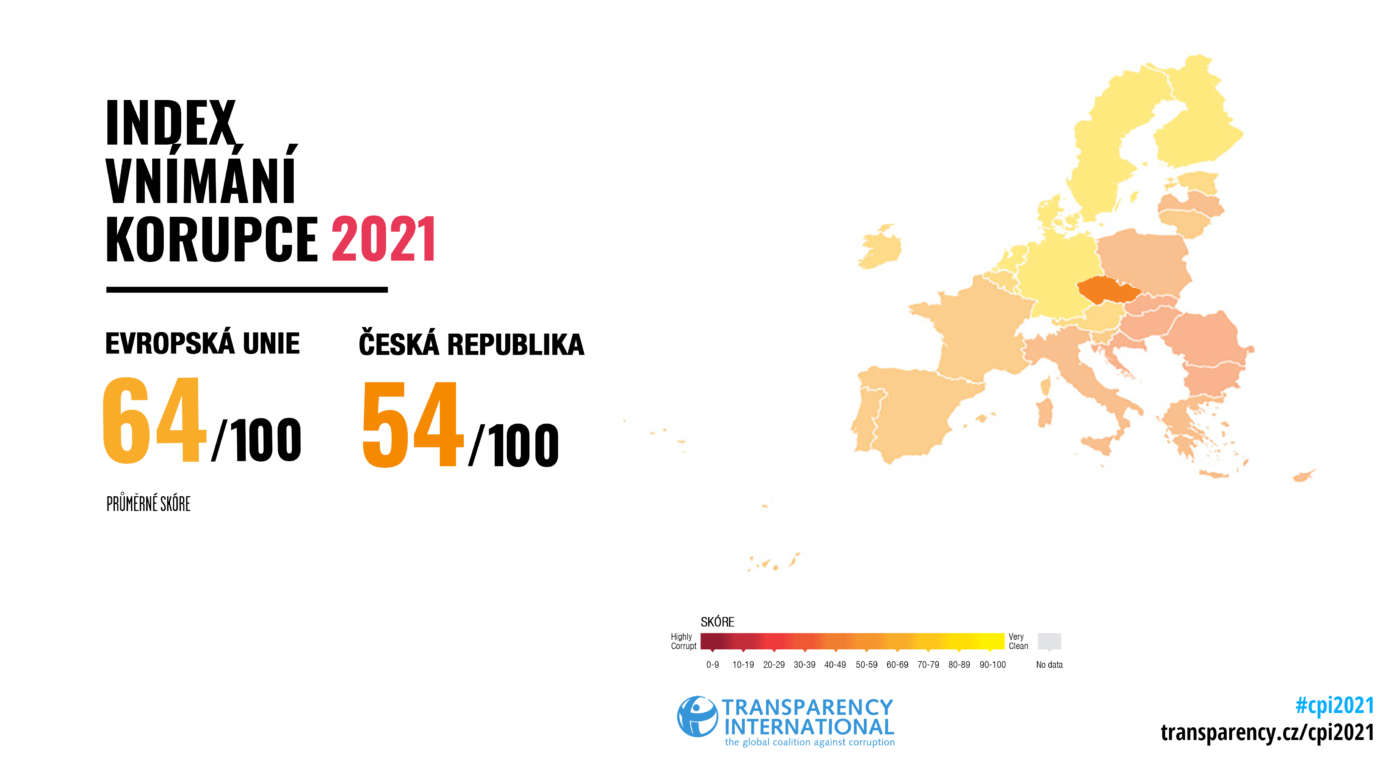 INDEX
VNÍMÁNÍ
KORUPCE 2021
EVROPSKÁ UNIE
64/100
PRŮMĚRNÉ SKÓRE
ČESKÁ REPUBLIKA
54/100
SKÓRE
Highly
Corrupt
Very
Clean
0-9 10-19 20-29 30-39 40-49 50-59 60-69 70-79 80-89 90-100 No data
TRANSPARENCY
INTERNATIONAL
the global coalition against corruption
#cpi2021
transparency.cz/cpi2021